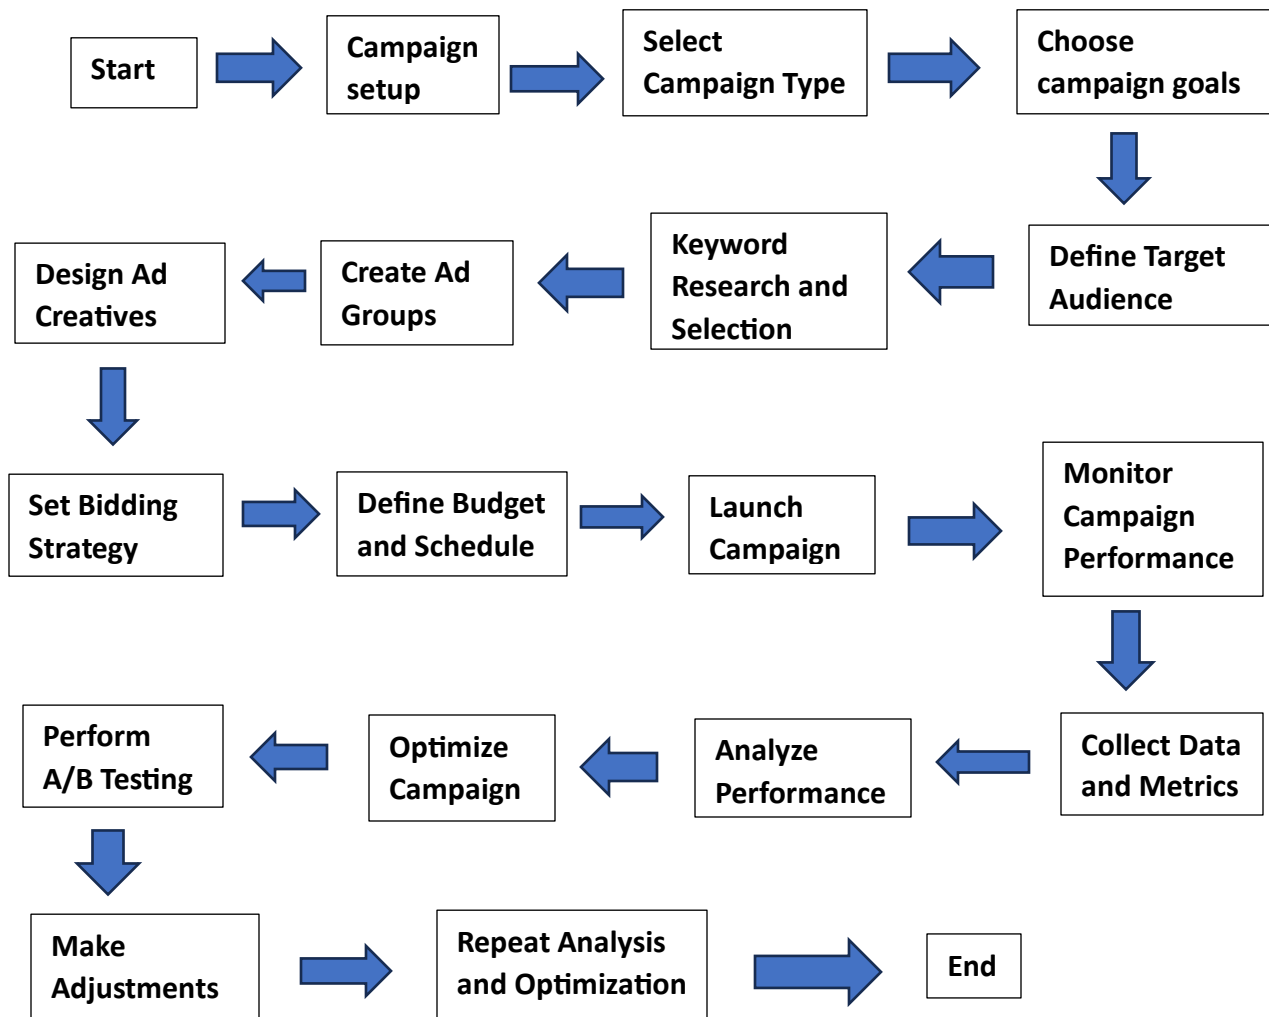 Start
Campaign
setup
Select
Campaign Type
Choose
campaign goals
Define Target
Audience
Keyword
Research and
Selection
Create Ad
Groups
Design Ad
Creatives
Set Bidding
Strategy
Define Budget
and Schedule
Launch
Campaign
Monitor
Campaign
Performance
Collect Data
and Metrics
Analyze
Performance
Optimize
Campaign
Perform
A/B Testing
Make
Adjustments
Repeat Analysis
and Optimization
End